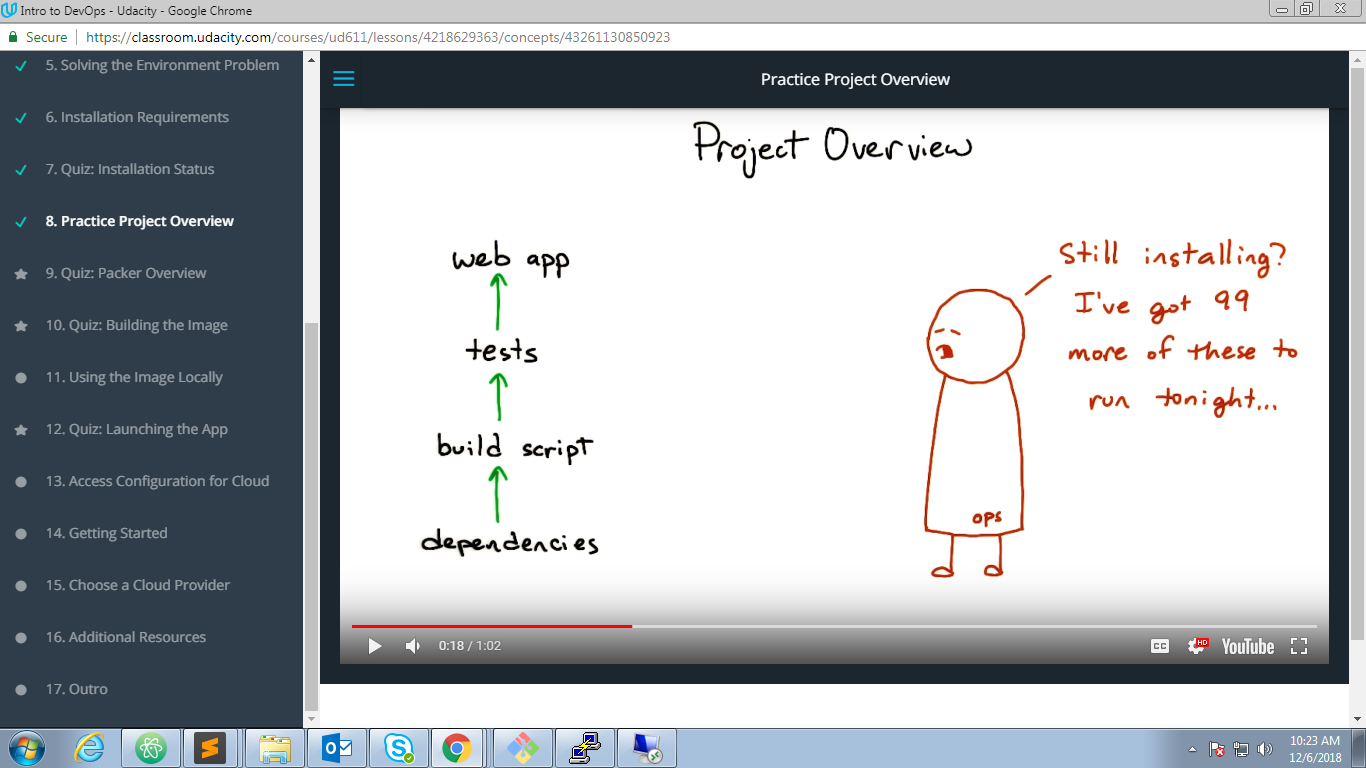 Intro to DevOps - Udacity - Google Chrome
Secure
https://classroom.udacity.com/courses/ud611/lessons/4218629363/concepts/43261130850923
5. Solving the Environment Problem
6. Installation Requirements
7. Quiz: Installation Status
8. Practice Project Overview
9. Quiz: Packer Overview
10. Quiz: Building the Image
11. Using the Image Locally
12. Quiz: Launching the App
13. Access Configuration for Cloud
14. Getting Started
15. Choose a Cloud Provider
16. Additional Resources
17. Outro
Practice Project Overview
Project Overview
web app
tests
build script
dependencies
Still installing?
I've got 99
more of these to
run tonight...
ops
0:18 / 1:02
CC
HD
YouTube
10:23 AM
12/6/2018